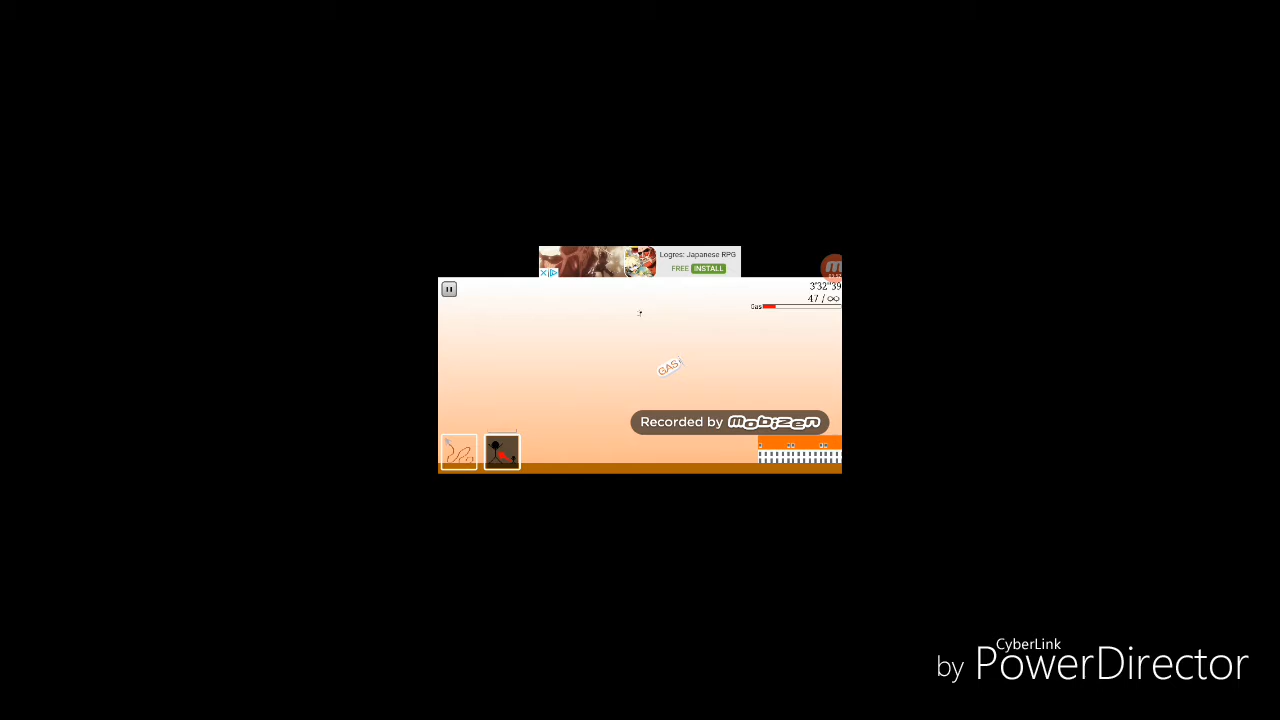 Logres: Japanese RPG
FREE INSTALL
3'32"39
47 / ∞
Gas
GAS
Recorded by mobizen
CyberLink
by PowerDirector